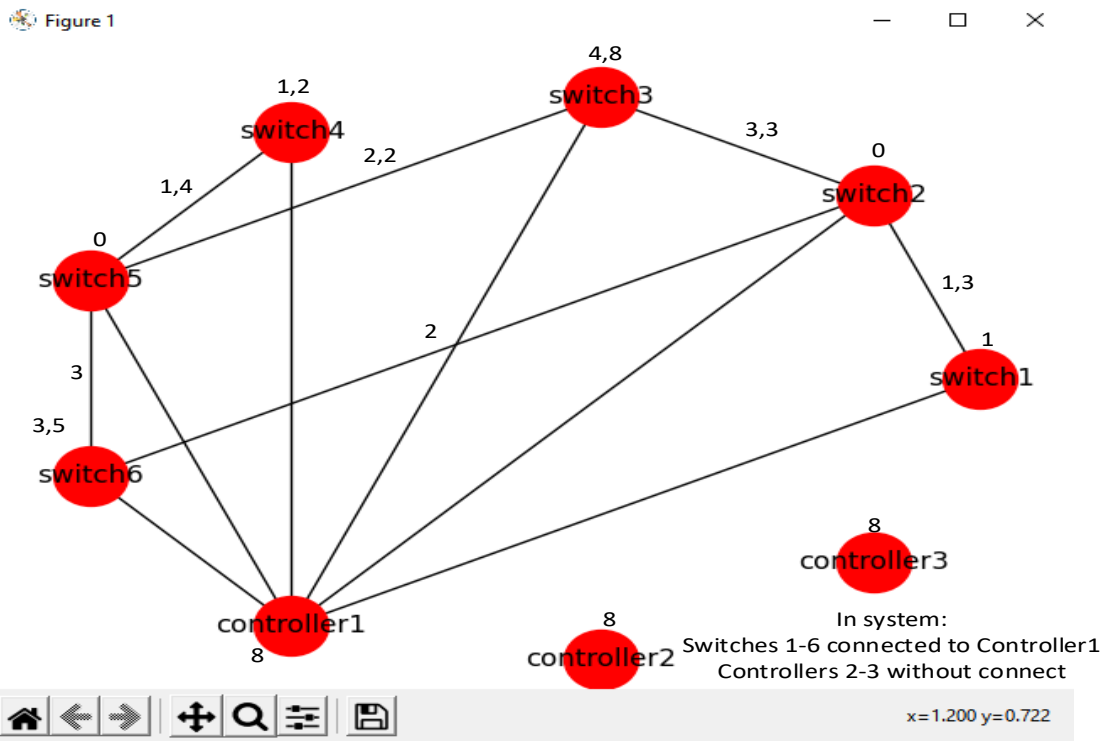 Figure 1
4,8
1,2
switch3
switch4
3,3
0
2,2
1,4
switch2
0
switch5
1,3
2
1
3
switch1
3,5
switch6
8
controller3
8
In system:
controller1
Switches 1-6 connected to Controller1
8
controller2
Controllers 2-3 without connect
x=1.200 y=0.722